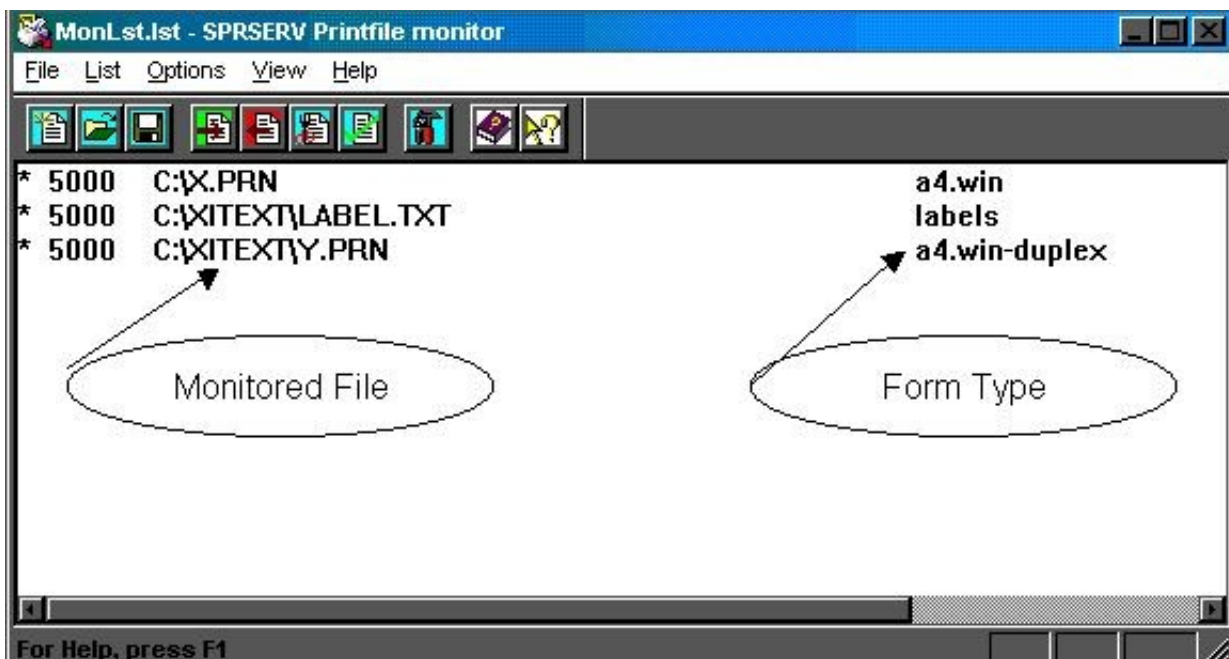 MonLst.lst - SPRSERV Printfile monitor
File List Options View Help
* 5000 C:\X.PRN a4.win
* 5000 C:\XITEXT\LABEL.TXT labels
* 5000 C:\XITEXT\Y.PRN a4.win-duplex
Monitored File Form Type
For Help, press F1